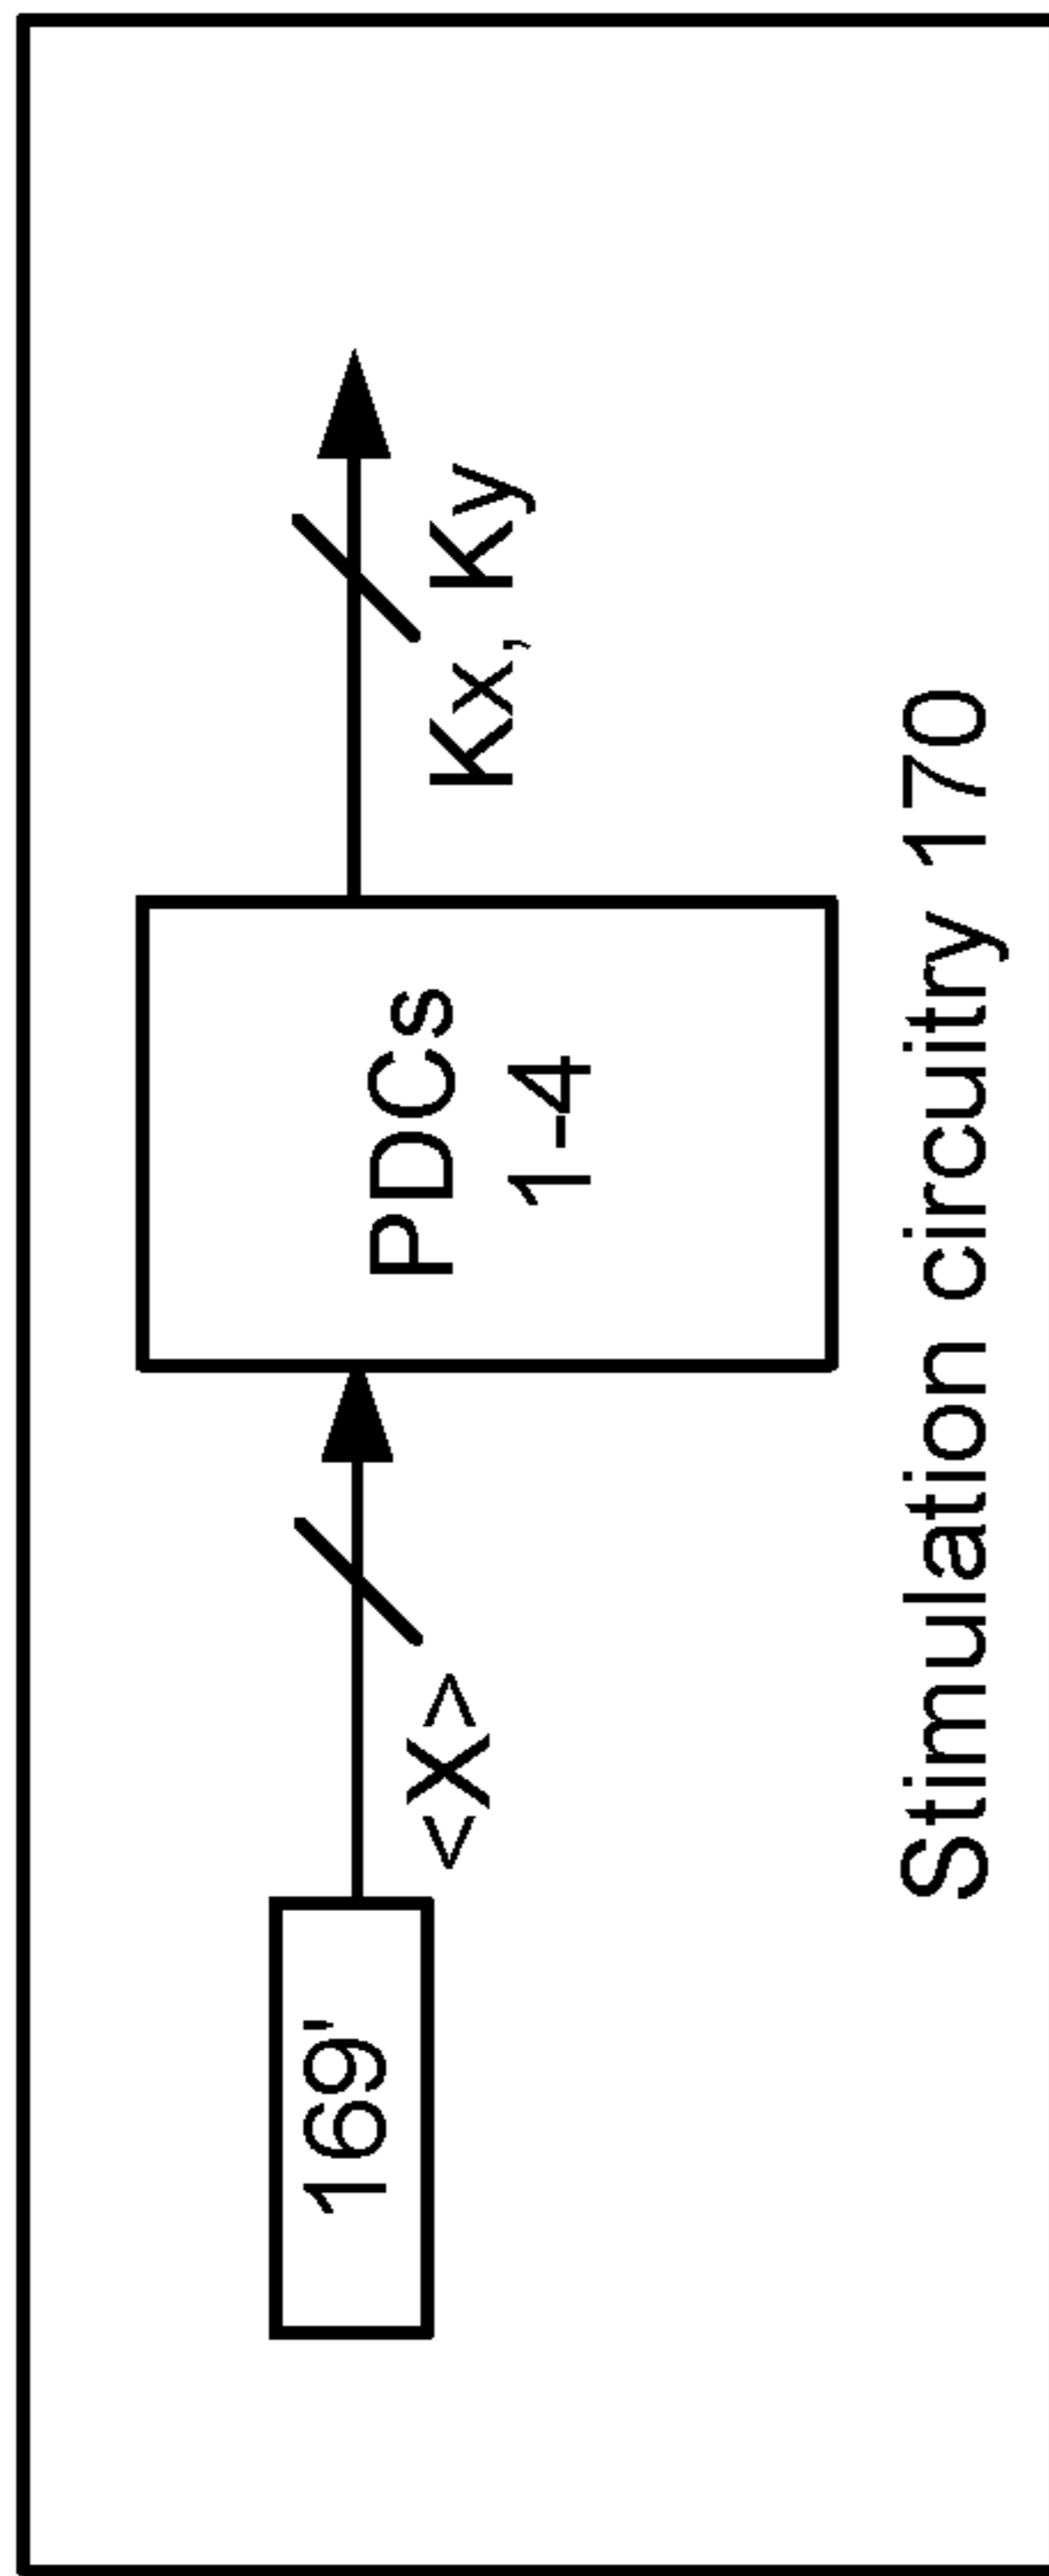 169'
<X>
PDCs
1-4
Kx, Ky
Stimulation circuitry 170